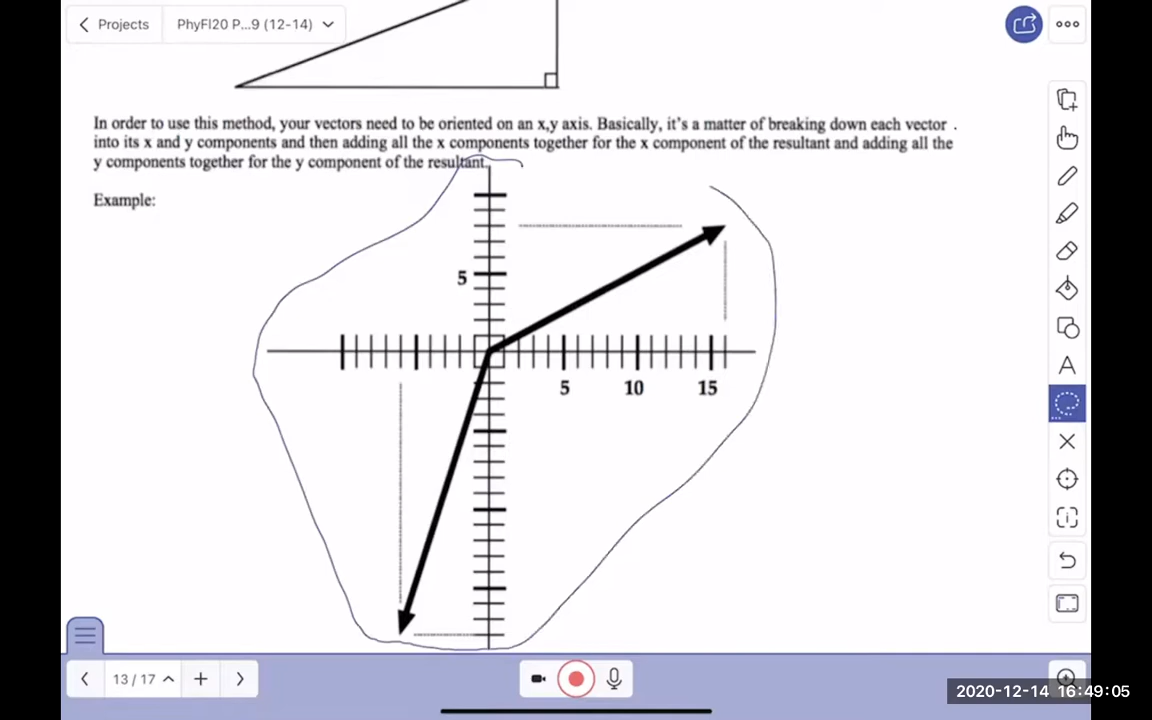 Projects
PhyFl20 P...9 (12-14)
In order to use this method, your vectors need to be oriented on an x,y axis. Basically, it's a matter of breaking down each vector
into its x and y components and then adding all the x components together for the x component of the resultant and adding all the
y components together for the y component of the resultant.
Example:
5
5 10 15
A
13 / 17
2020-12-14 16:49:05